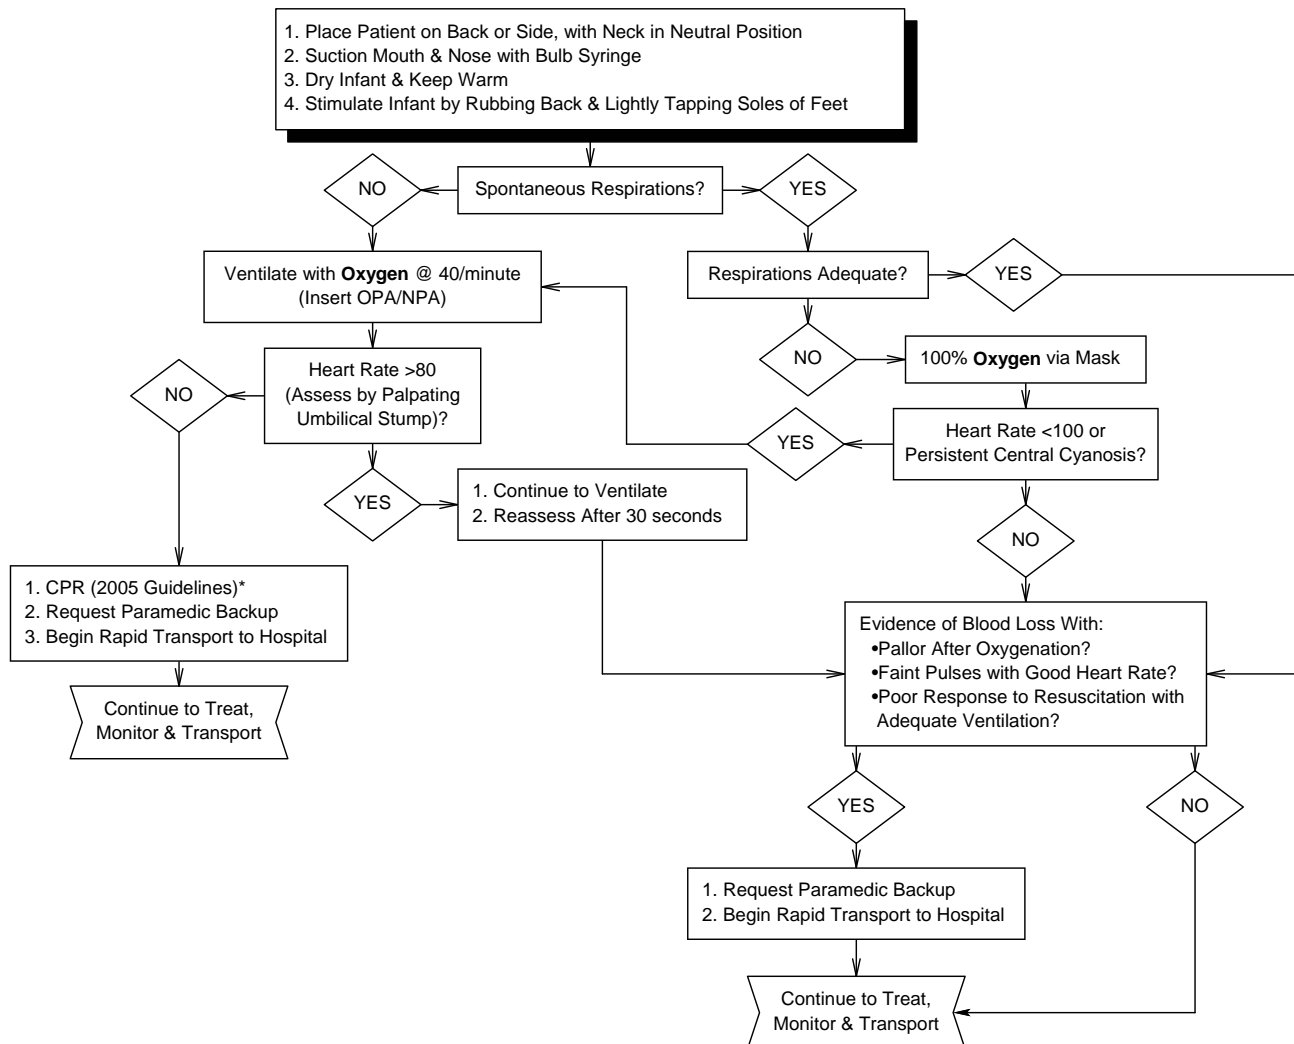 1. Place Patient on Back or Side, with Neck in Neutral Position
2. Suction Mouth & Nose with Bulb Syringe
3. Dry Infant & Keep Warm
4. Stimulate Infant by Rubbing Back & Lightly Tapping Soles of Feet
NO
Spontaneous Respirations?
YES
Ventilate with Oxygen @ 40/minute
(Insert OPA/NPA)
Respirations Adequate?
YES
NO
100% Oxygen via Mask
Heart Rate >80
(Assess by Palpating
Umbilical Stump)?
NO
YES
Heart Rate <100 or
Persistent Central Cyanosis?
YES
1. Continue to Ventilate
2. Reassess After 30 seconds
NO
1. CPR (2005 Guidelines)*
2. Request Paramedic Backup
3. Begin Rapid Transport to Hospital
Continue to Treat,
Monitor & Transport
Evidence of Blood Loss With:
•Pallor After Oxygenation?
•Faint Pulses with Good Heart Rate?
•Poor Response to Resuscitation with
Adequate Ventilation?
YES
NO
1. Request Paramedic Backup
2. Begin Rapid Transport to Hospital
Continue to Treat,
Monitor & Transport